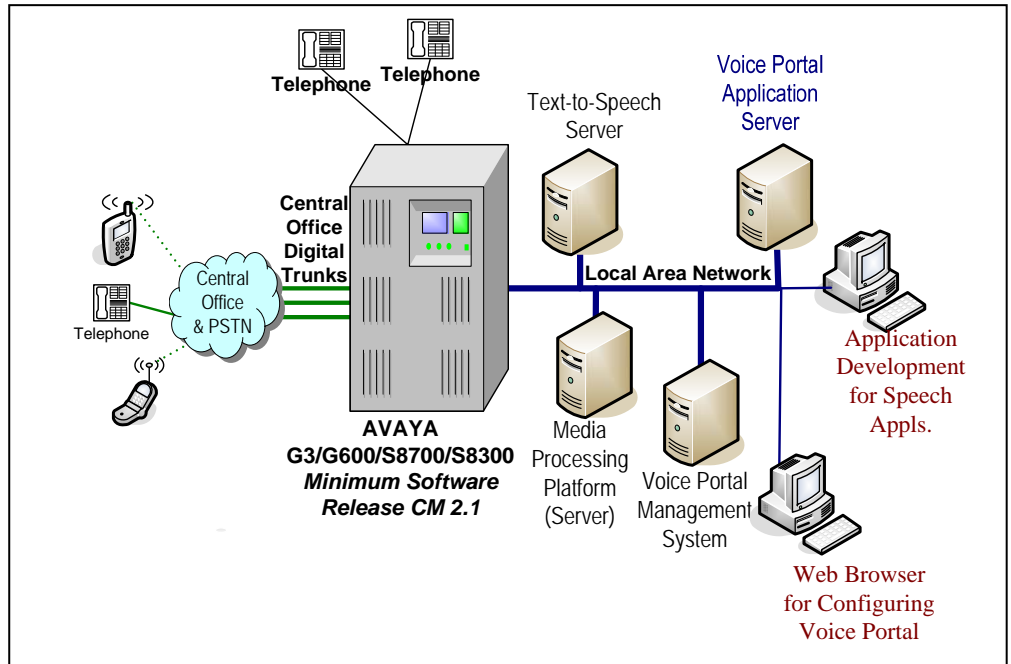 Telephone
Telephone
Text-to-Speech
Server
Voice Portal
Application
Server
Central
Office
Digital
Trunks
Central
Office
& PSTN
Telephone
Local Area Network
AVAYA
G3/G600/S8700/S8300
Minimum Software
Release CM 2.1
Media
Processing
Platform
(Server)
Voice Portal
Management
System
Application
Development
for Speech
Appls.
Web Browser
for Configuring
Voice Portal